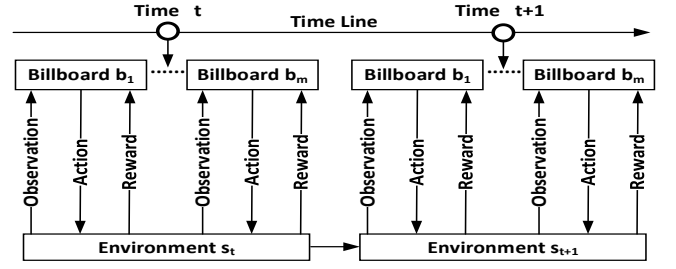 Time t Time t+1
Time Line
Billboard b₁ Billboard bₘ Billboard b₁ Billboard bₘ
Observation Action Reward Observation Action Reward Observation Action Reward Observation Action Reward
Environment sₜ Environment sₜ₊₁